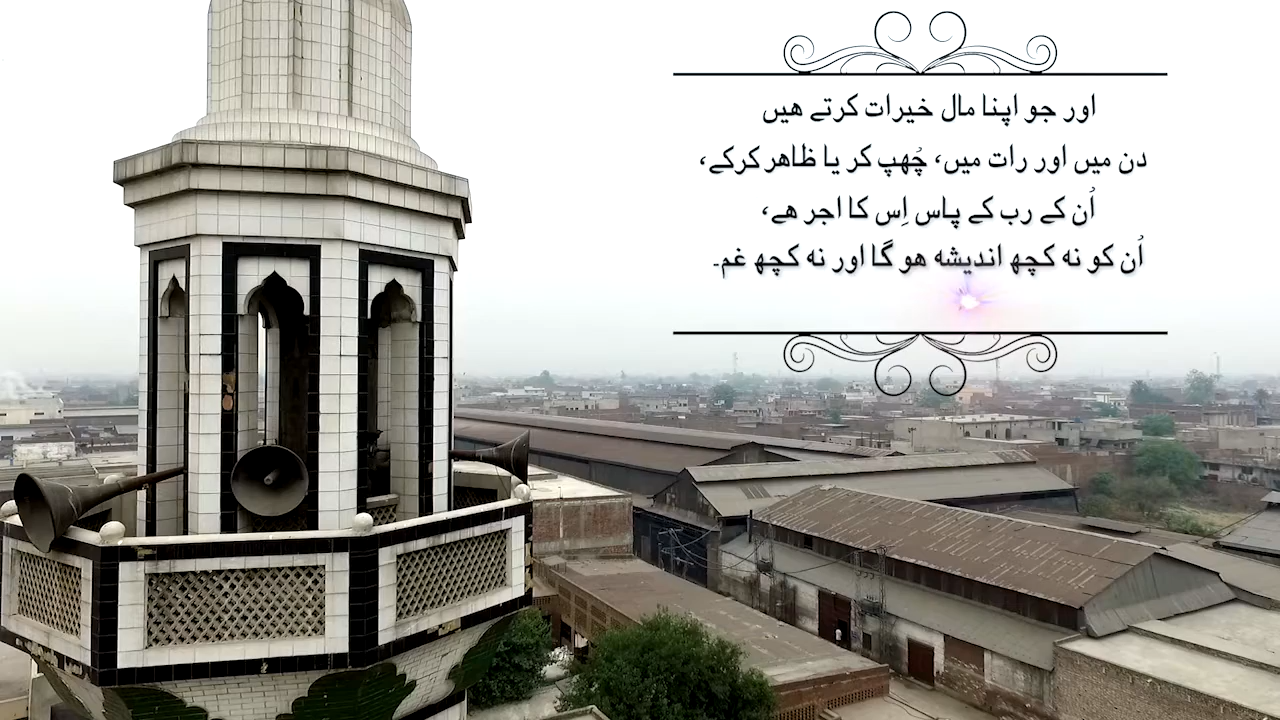 اور جو اپنا مال خیرات کرتے ھیں
دن میں اور رات میں، چُھپ کر یا ظاھر کرکے،
اُن کے رب کے پاس اِس کا اجر ھے،
اُن کو نہ کچھ اندیشہ ھو گا اور نہ کچھ غم۔